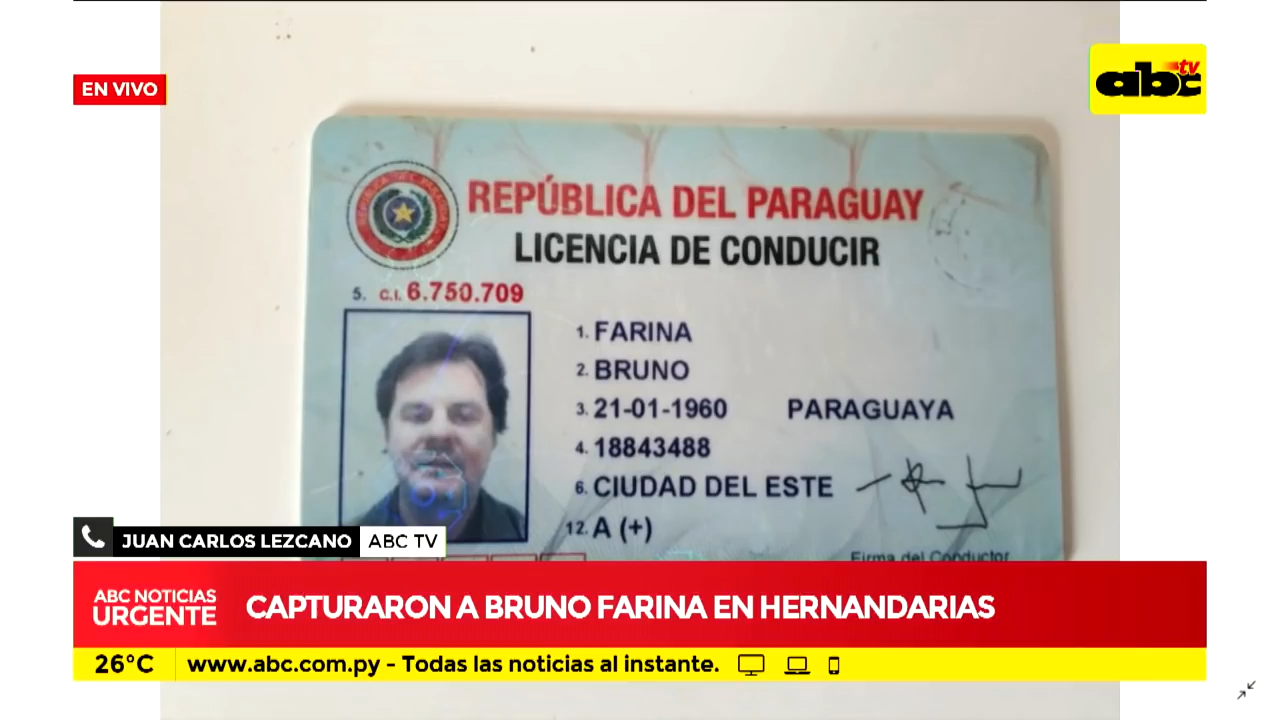 EN VIVO
abc tv
REPÚBLICA DEL PARAGUAY
LICENCIA DE CONDUCIR
5. C.I. 6.750.709
1. FARINA
2. BRUNO
3. 21-01-1960 PARAGUAYA
4. 18843488
6. CIUDAD DEL ESTE
12. A (+)
Firma del Conductor
JUAN CARLOS LEZCANO ABC TV
ABC NOTICIAS
URGENTE
CAPTURARON A BRUNO FARINA EN HERNANDARIAS
26°C www.abc.com.py - Todas las noticias al instante.